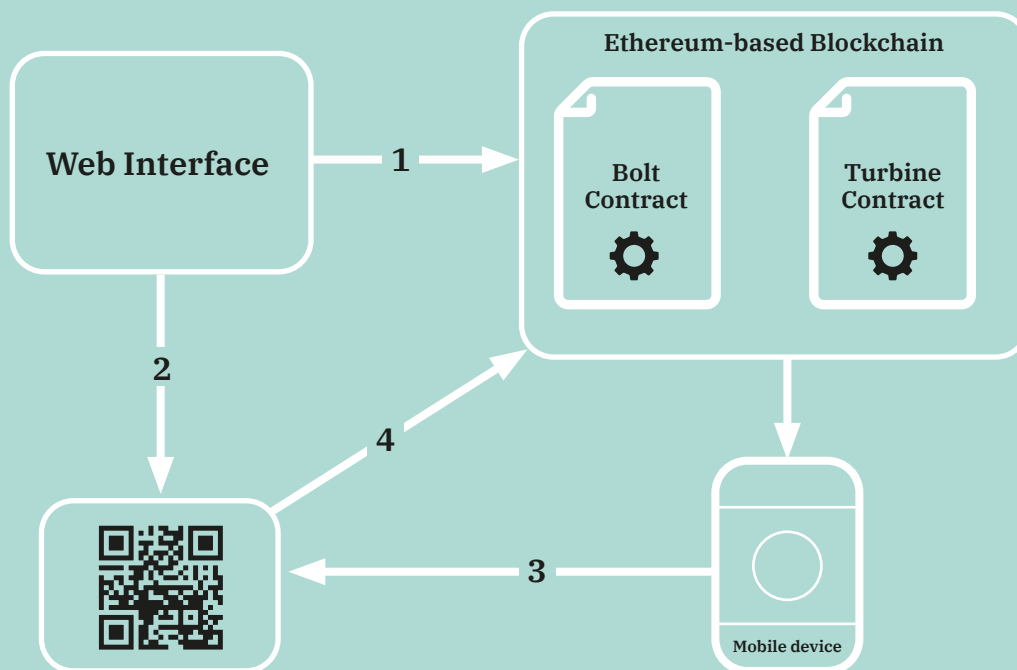 Ethereum-based Blockchain
Web Interface
1
Bolt
Contract
Turbine
Contract
2
4
3
Mobile device